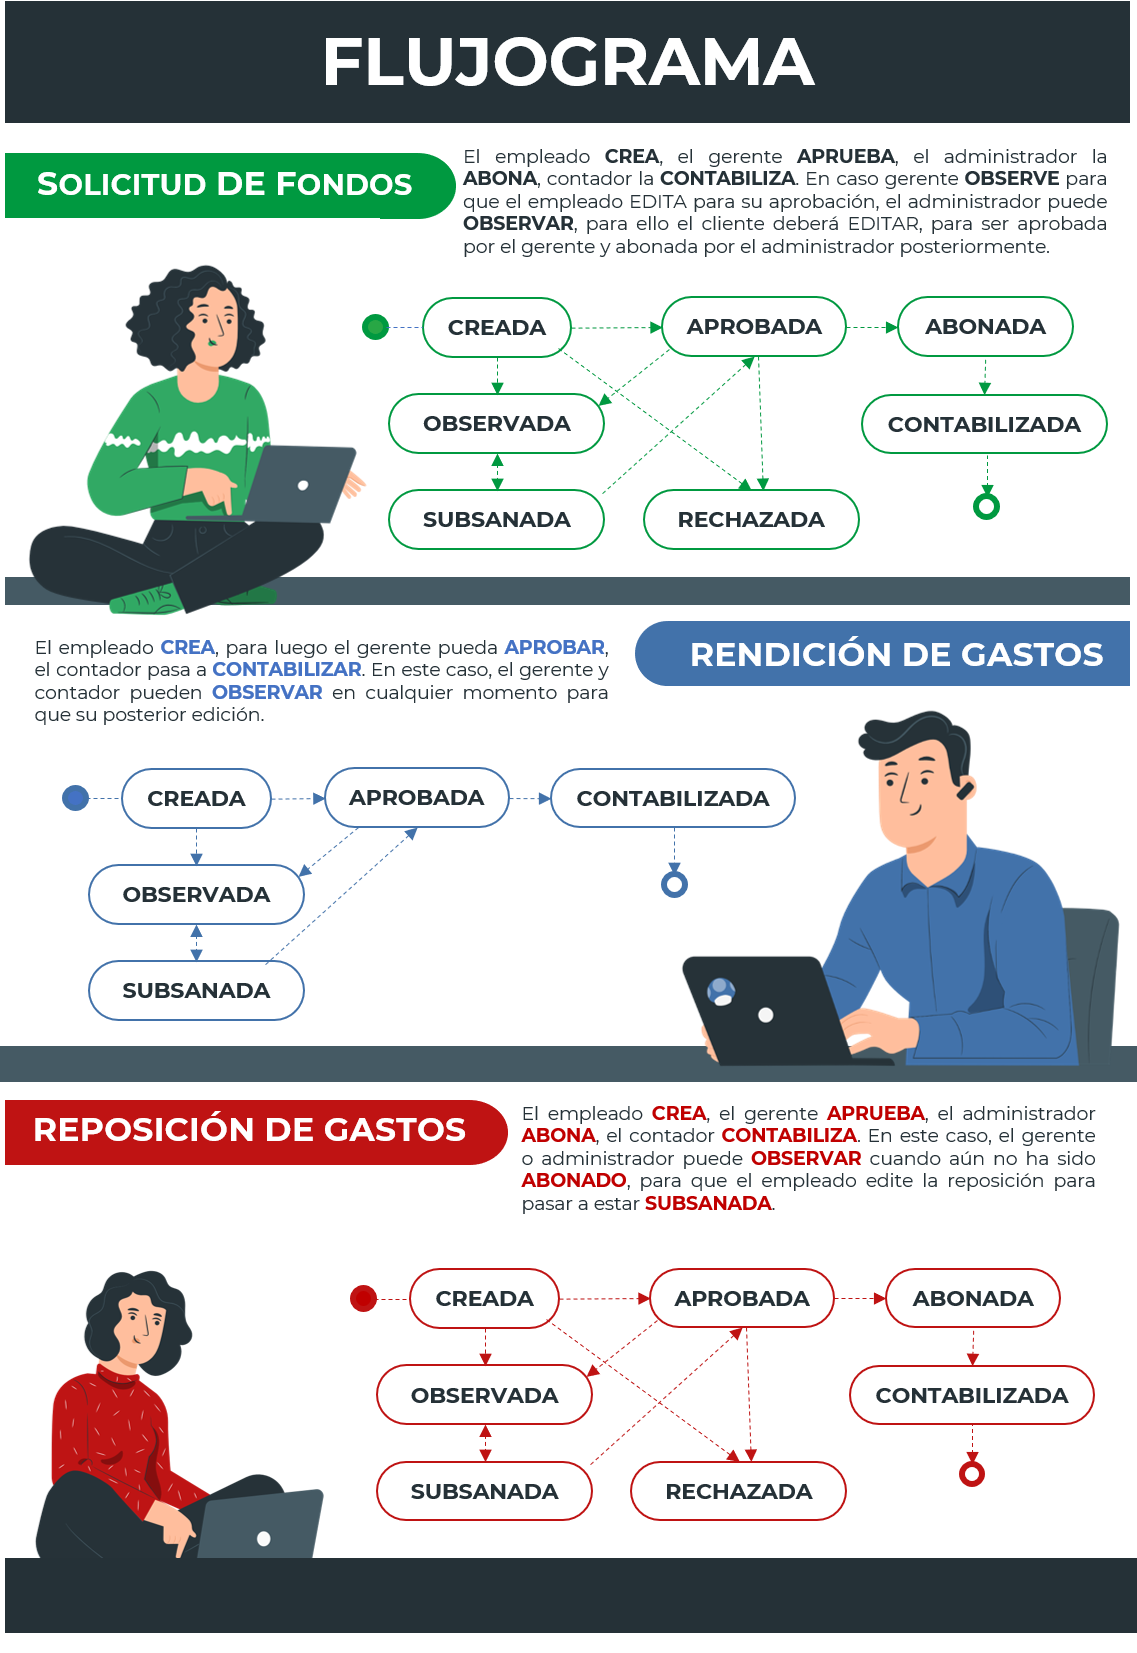 FLUJOGRAMA
SOLICITUD DE FONDOS
El empleado CREA, el gerente APRUEBA, el administrador la
ABONA, contador la CONTABILIZA. En caso gerente OBSERVE para
que el empleado EDITA para su aprobación, el administrador puede
OBSERVAR, para ello el cliente deberá EDITAR, para ser aprobada
por el gerente y abonada por el administrador posteriormente.
CREADA
APROBADA
ABONADA
OBSERVADA
CONTABILIZADA
SUBSANADA
RECHAZADA
El empleado CREA, para luego el gerente pueda APROBAR,
el contador pasa a CONTABILIZAR. En este caso, el gerente y
contador pueden OBSERVAR en cualquier momento para
que su posterior edición.
RENDICIÓN DE GASTOS
CREADA
APROBADA
CONTABILIZADA
OBSERVADA
SUBSANADA
REPOSICIÓN DE GASTOS
El empleado CREA, el gerente APRUEBA, el administrador
ABONA, el contador CONTABILIZA. En este caso, el gerente
o administrador puede OBSERVAR cuando aún no ha sido
ABONADO, para que el empleado edite la reposición para
pasar a estar SUBSANADA.
CREADA
APROBADA
ABONADA
OBSERVADA
CONTABILIZADA
SUBSANADA
RECHAZADA